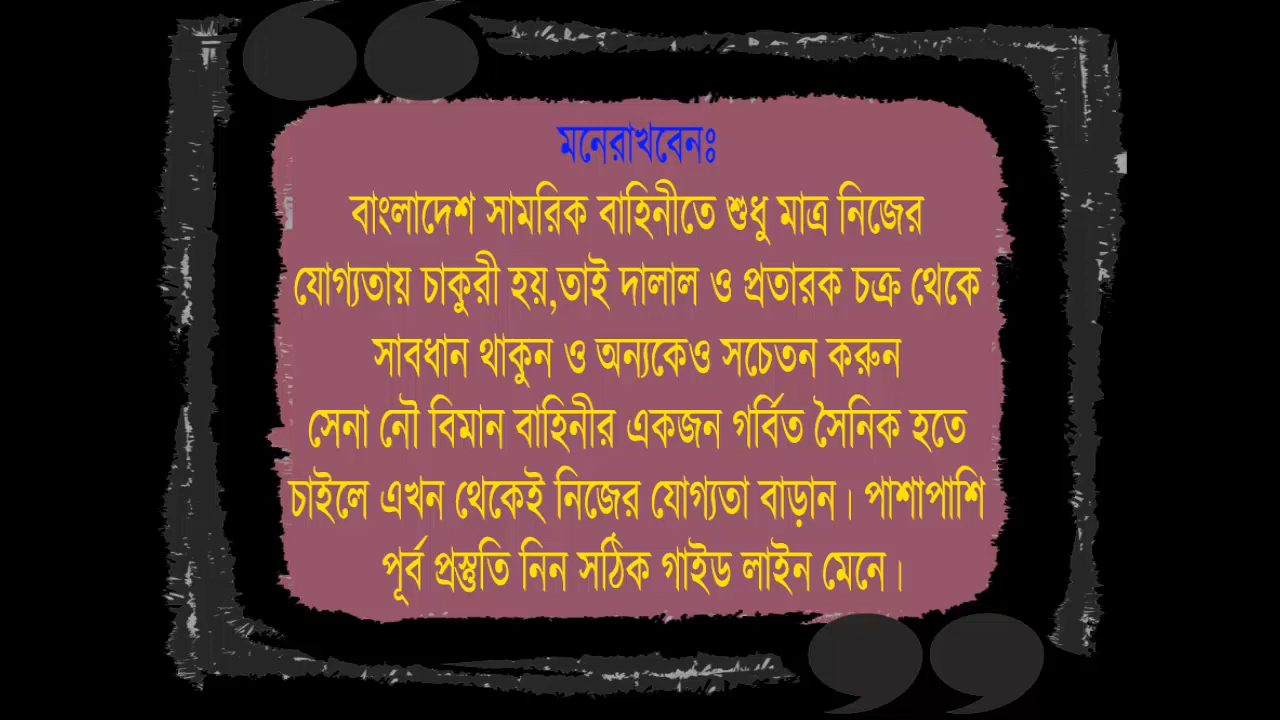 মনেরাখবেনঃ
বাংলাদেশ সামরিক বাহিনীতে শুধু মাত্র নিজের
যোগ্যতায় চাকুরী হয়,তাই দালাল ও প্রতারক চক্র থেকে
সাবধান থাকুন ও অন্যকেও সচেতন করুন
সেনা নৌ বিমান বাহিনীর একজন গর্বিত সৈনিক হতে
চাইলে এখন থেকেই নিজের যোগ্যতা বাড়ান। পাশাপাশি
পূর্ব প্রস্তুতি নিন সঠিক গাইড লাইন মেনে।